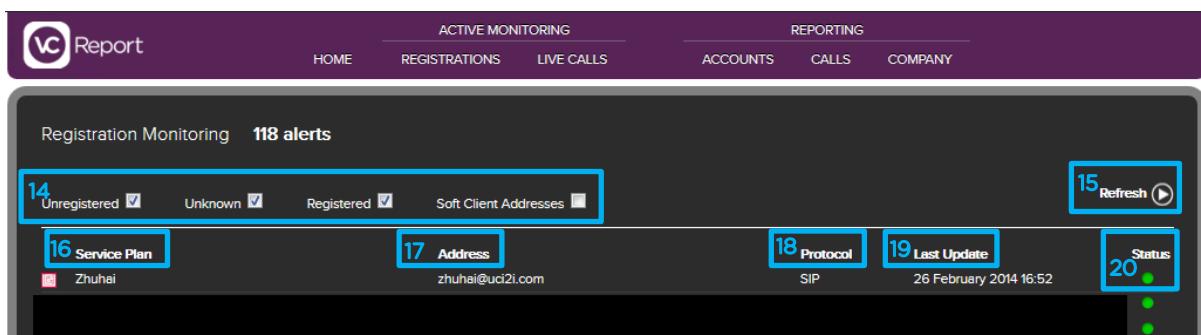 ACTIVE MONITORING REPORTING
VC Report
HOME REGISTRATIONS LIVE CALLS ACCOUNTS CALLS COMPANY
Registration Monitoring 118 alerts
14 Unregistered Unknown Registered Soft Client Addresses 15 Refresh
16 Service Plan 17 Address 18 Protocol 19 Last Update 20 Status
Zhuhai zhuhai@uci2i.com SIP 26 February 2014 16:52